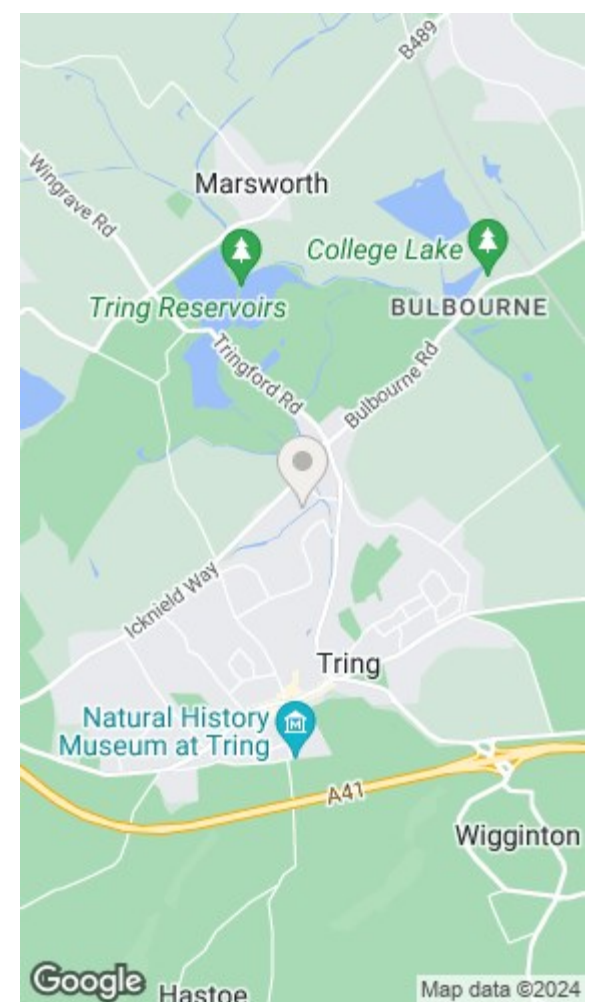 B489
Wingrave Rd
Marsworth
College Lake
Tring Reservoirs
BULBOURNE
Tringford Rd
Bulbourne Rd
Icknield Way
Tring
Natural History
Museum at Tring
A41
Wigginton
Google
Hastoe
Map data ©2024